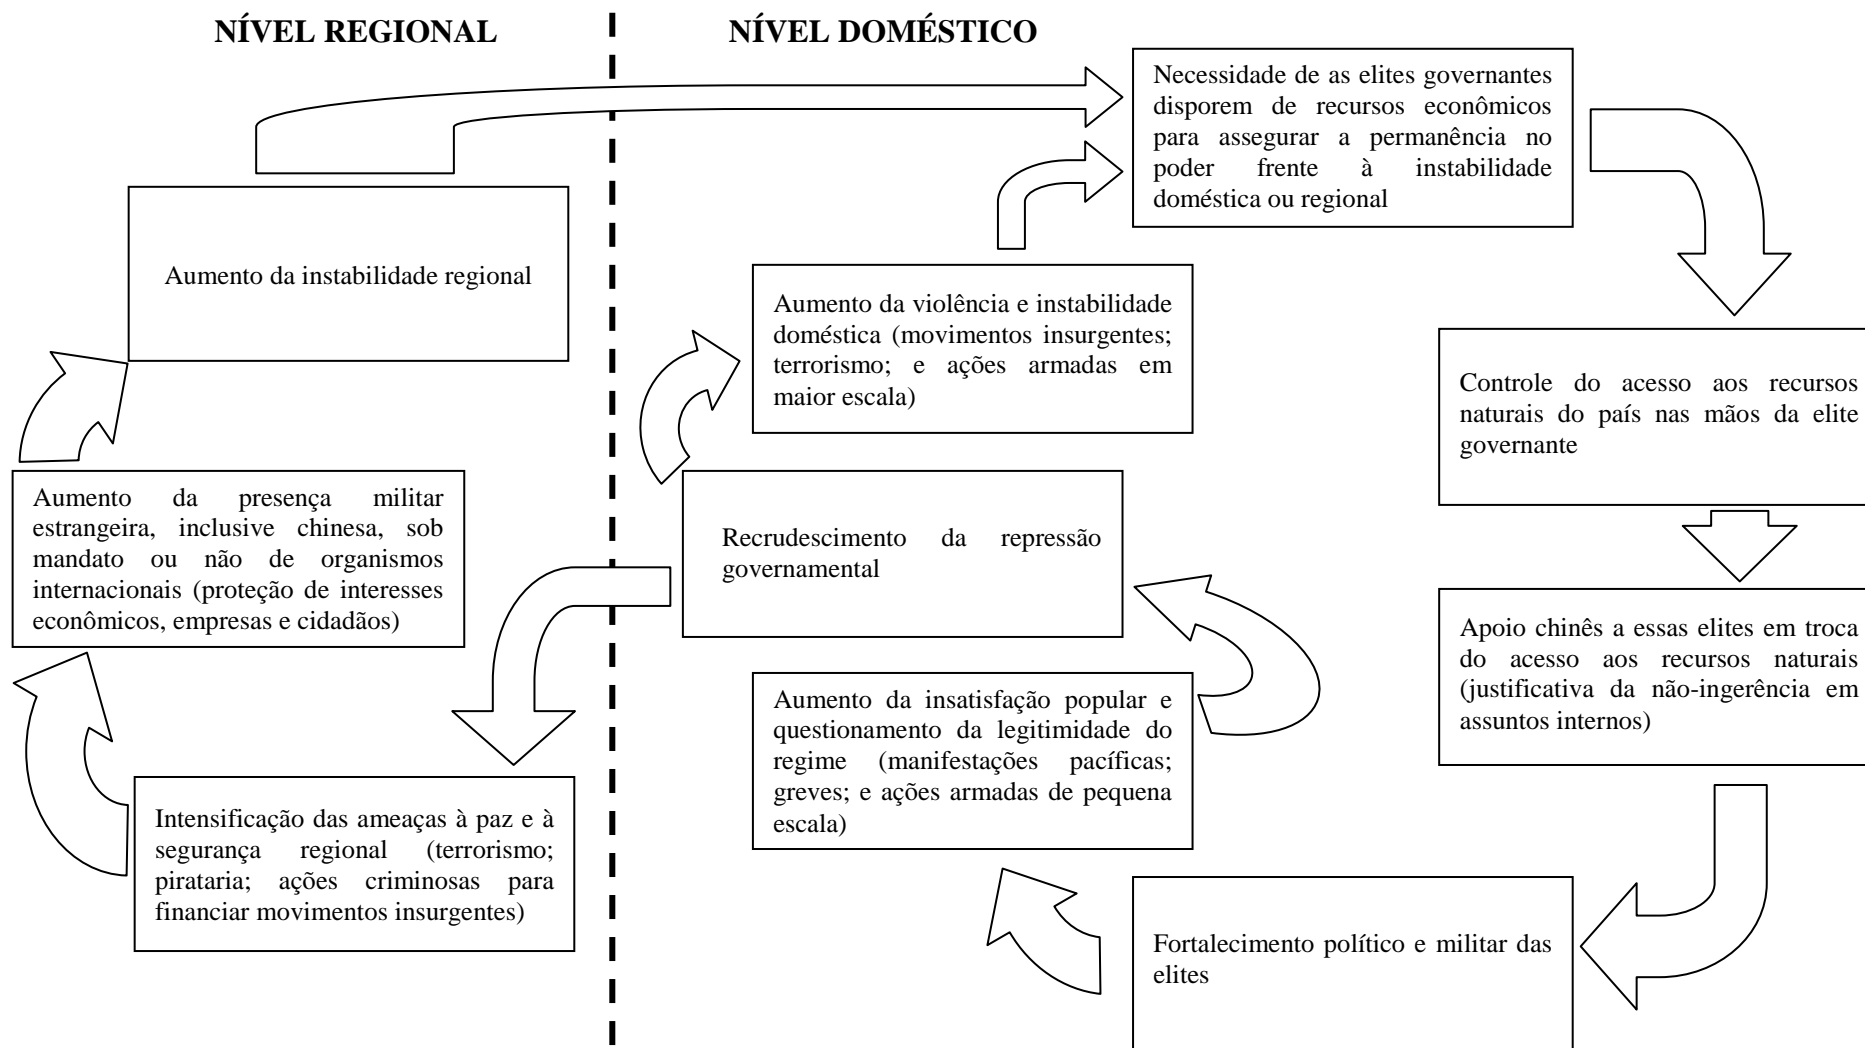 NÍVEL REGIONAL
NÍVEL DOMÉSTICO
Necessidade de as elites governantes
disporem de recursos econômicos
para assegurar a permanência no
poder frente à instabilidade
doméstica ou regional
Aumento da instabilidade regional
Aumento da violência e instabilidade
doméstica (movimentos insurgentes;
terrorismo; e ações armadas em
maior escala)
Controle do acesso aos recursos
naturais do país nas mãos da elite
governante
Aumento da presença militar
estrangeira, inclusive chinesa, sob
mandato ou não de organismos
internacionais (proteção de interesses
econômicos, empresas e cidadãos)
Recrudescimento da repressão
governamental
Apoio chinês a essas elites em troca
do acesso aos recursos naturais
(justificativa da não-ingerência em
assuntos internos)
Aumento da insatisfação popular e
questionamento da legitimidade do
regime (manifestações pacíficas;
greves; e ações armadas de pequena
escala)
Intensificação das ameaças à paz e à
segurança regional (terrorismo;
pirataria; ações criminosas para
financiar movimentos insurgentes)
Fortalecimento político e militar das
elites